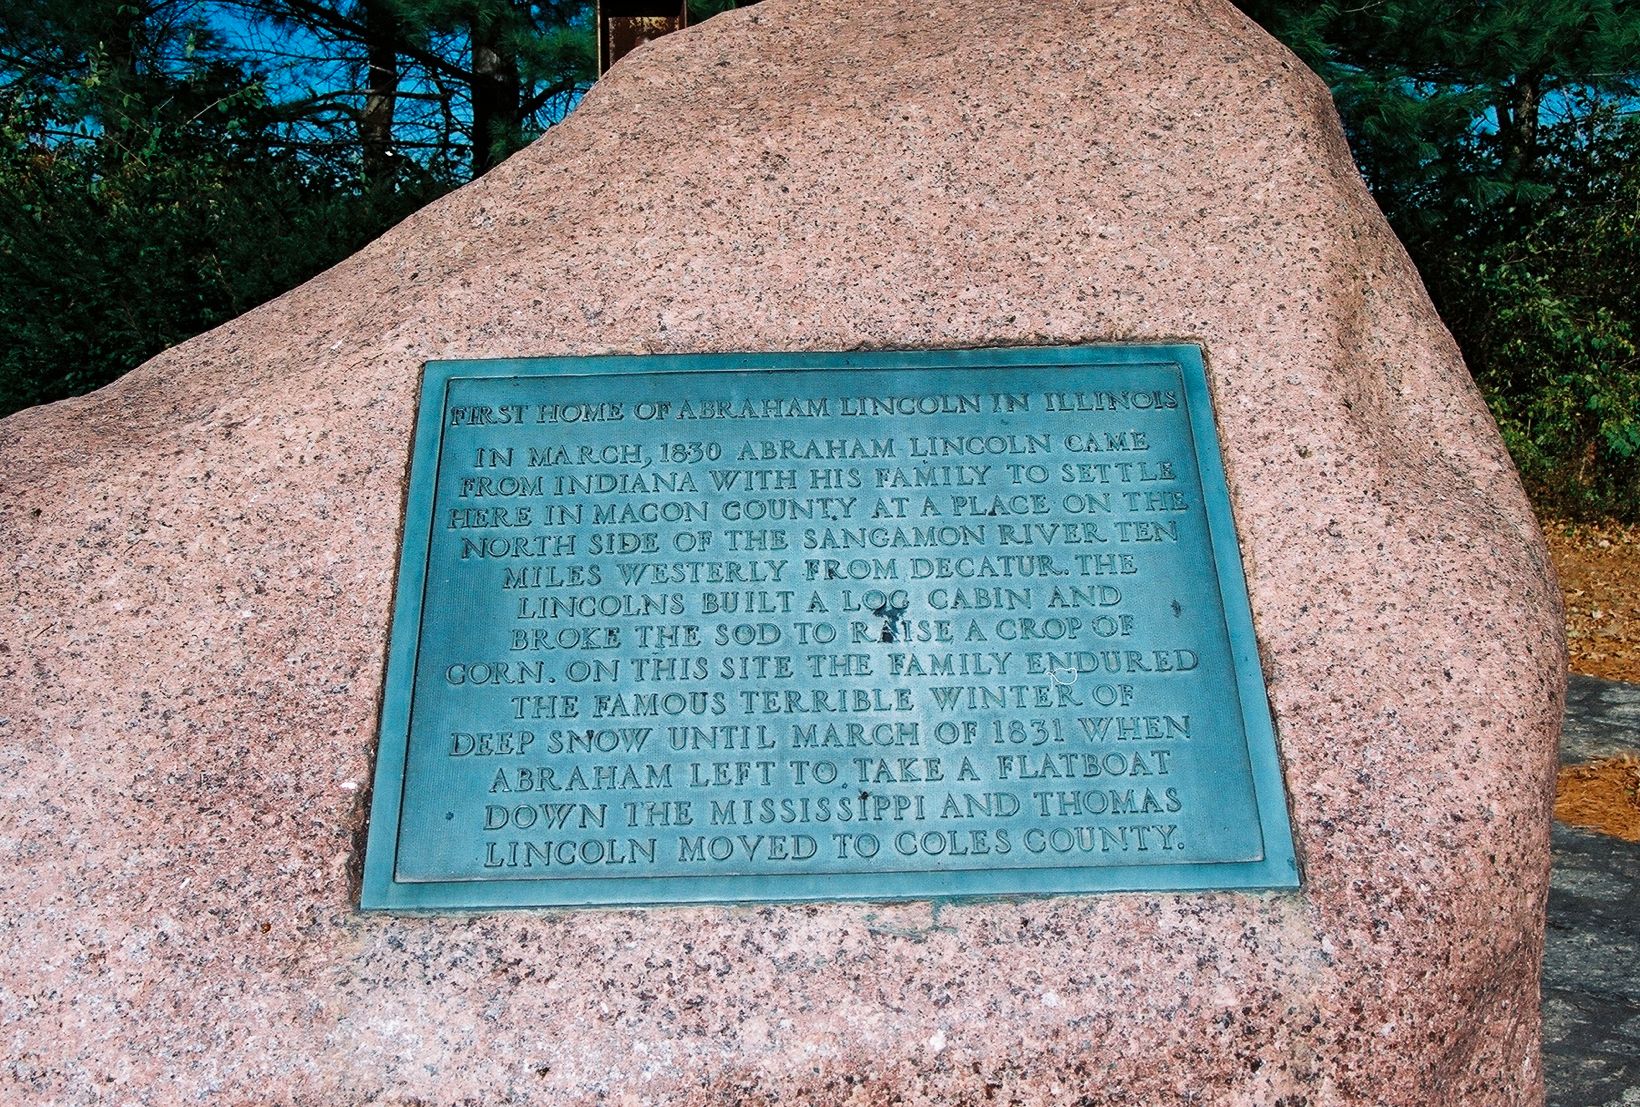 FIRST HOME OF ABRAHAM LINCOLN IN ILLINOIS
IN MARCH, 1830 ABRAHAM LINCOLN CAME
FROM INDIANA WITH HIS FAMILY TO SETTLE
HERE IN MACON COUNTY AT A PLACE ON THE
NORTH SIDE OF THE SANGAMON RIVER TEN
MILES WESTERLY FROM DECATUR. THE
LINCOLNS BUILT A LOG CABIN AND
BROKE THE SOD TO RAISE A CROP OF
CORN. ON THIS SITE THE FAMILY ENDURED
THE FAMOUS TERRIBLE WINTER OF
DEEP SNOW UNTIL MARCH OF 1831 WHEN
ABRAHAM LEFT TO TAKE A FLATBOAT
DOWN THE MISSISSIPPI AND THOMAS
LINCOLN MOVED TO COLES COUNTY.